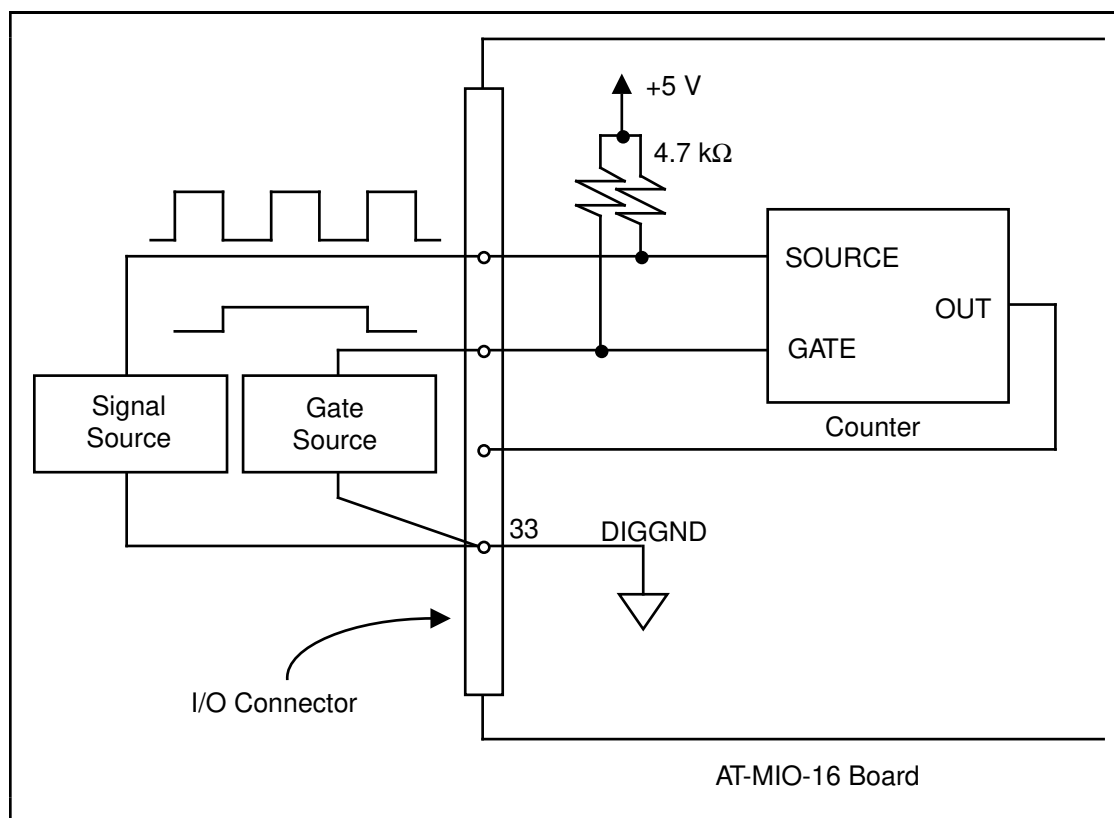 +5 V
4.7 kΩ
SOURCE
OUT
GATE
Signal
Source
Gate
Source
Counter
33
DIGGND
I/O Connector
AT-MIO-16 Board